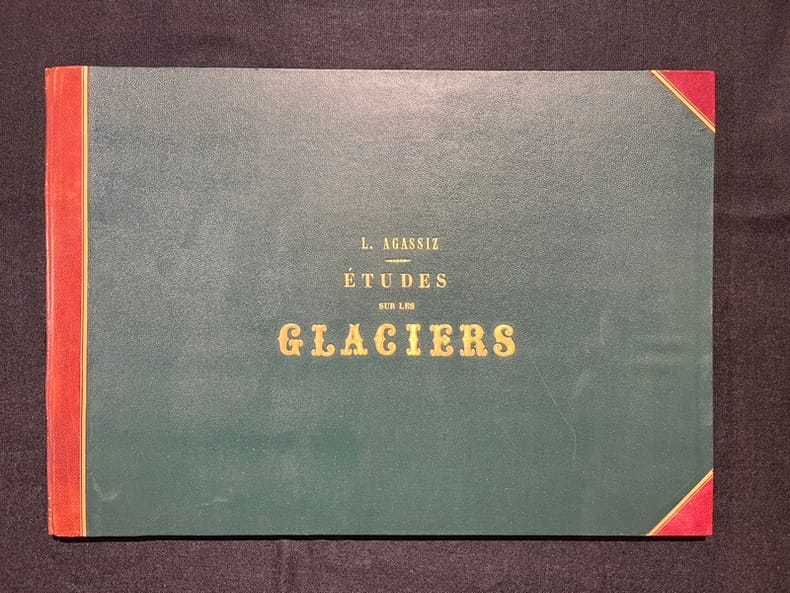 L. AGASSIZ
ÉTUDES
SUR LES
GLACIERS